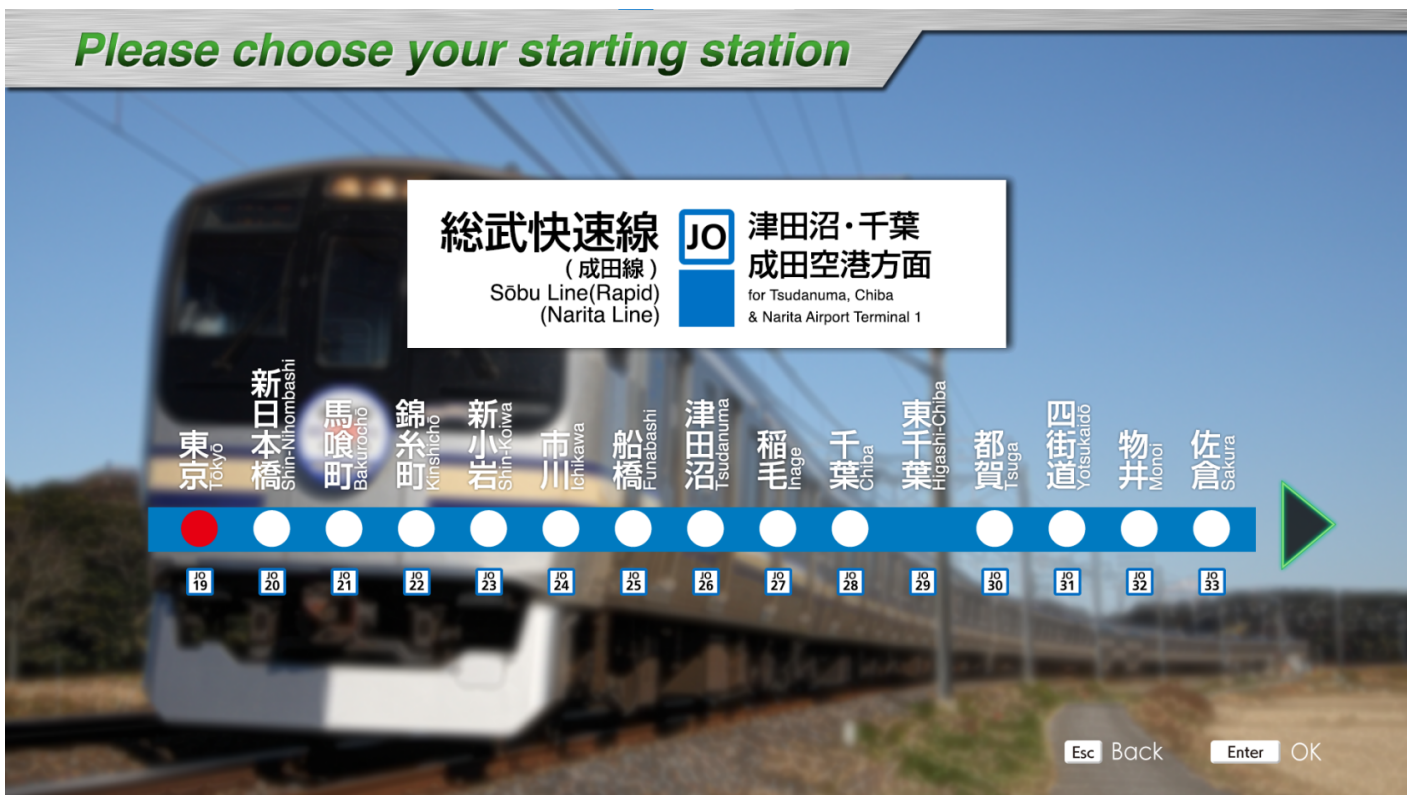 Please choose your starting station
総武快速線
(成田線)
Sōbu Line(Rapid)
(Narita Line)
JO
津田沼・千葉
成田空港方面
for Tsudanuma, Chiba
& Narita Airport Terminal 1
東京 Tōkyō
新日本橋 Shin-Nihombashi
馬喰町 Bakurochō
錦糸町 Kinshichō
新小岩 Shin-Koiwa
市川 Ichikawa
船橋 Funabashi
津田沼 Tsudanuma
稲毛 Inage
千葉 Chiba
東千葉 Higashi-Chiba
都賀 Tsuga
四街道 Yotsukaidō
物井 Monoi
佐倉 Sakura
JO 19
JO 20
JO 21
JO 22
JO 23
JO 24
JO 25
JO 26
JO 27
JO 28
JO 29
JO 30
JO 31
JO 32
JO 33
Esc Back
Enter OK